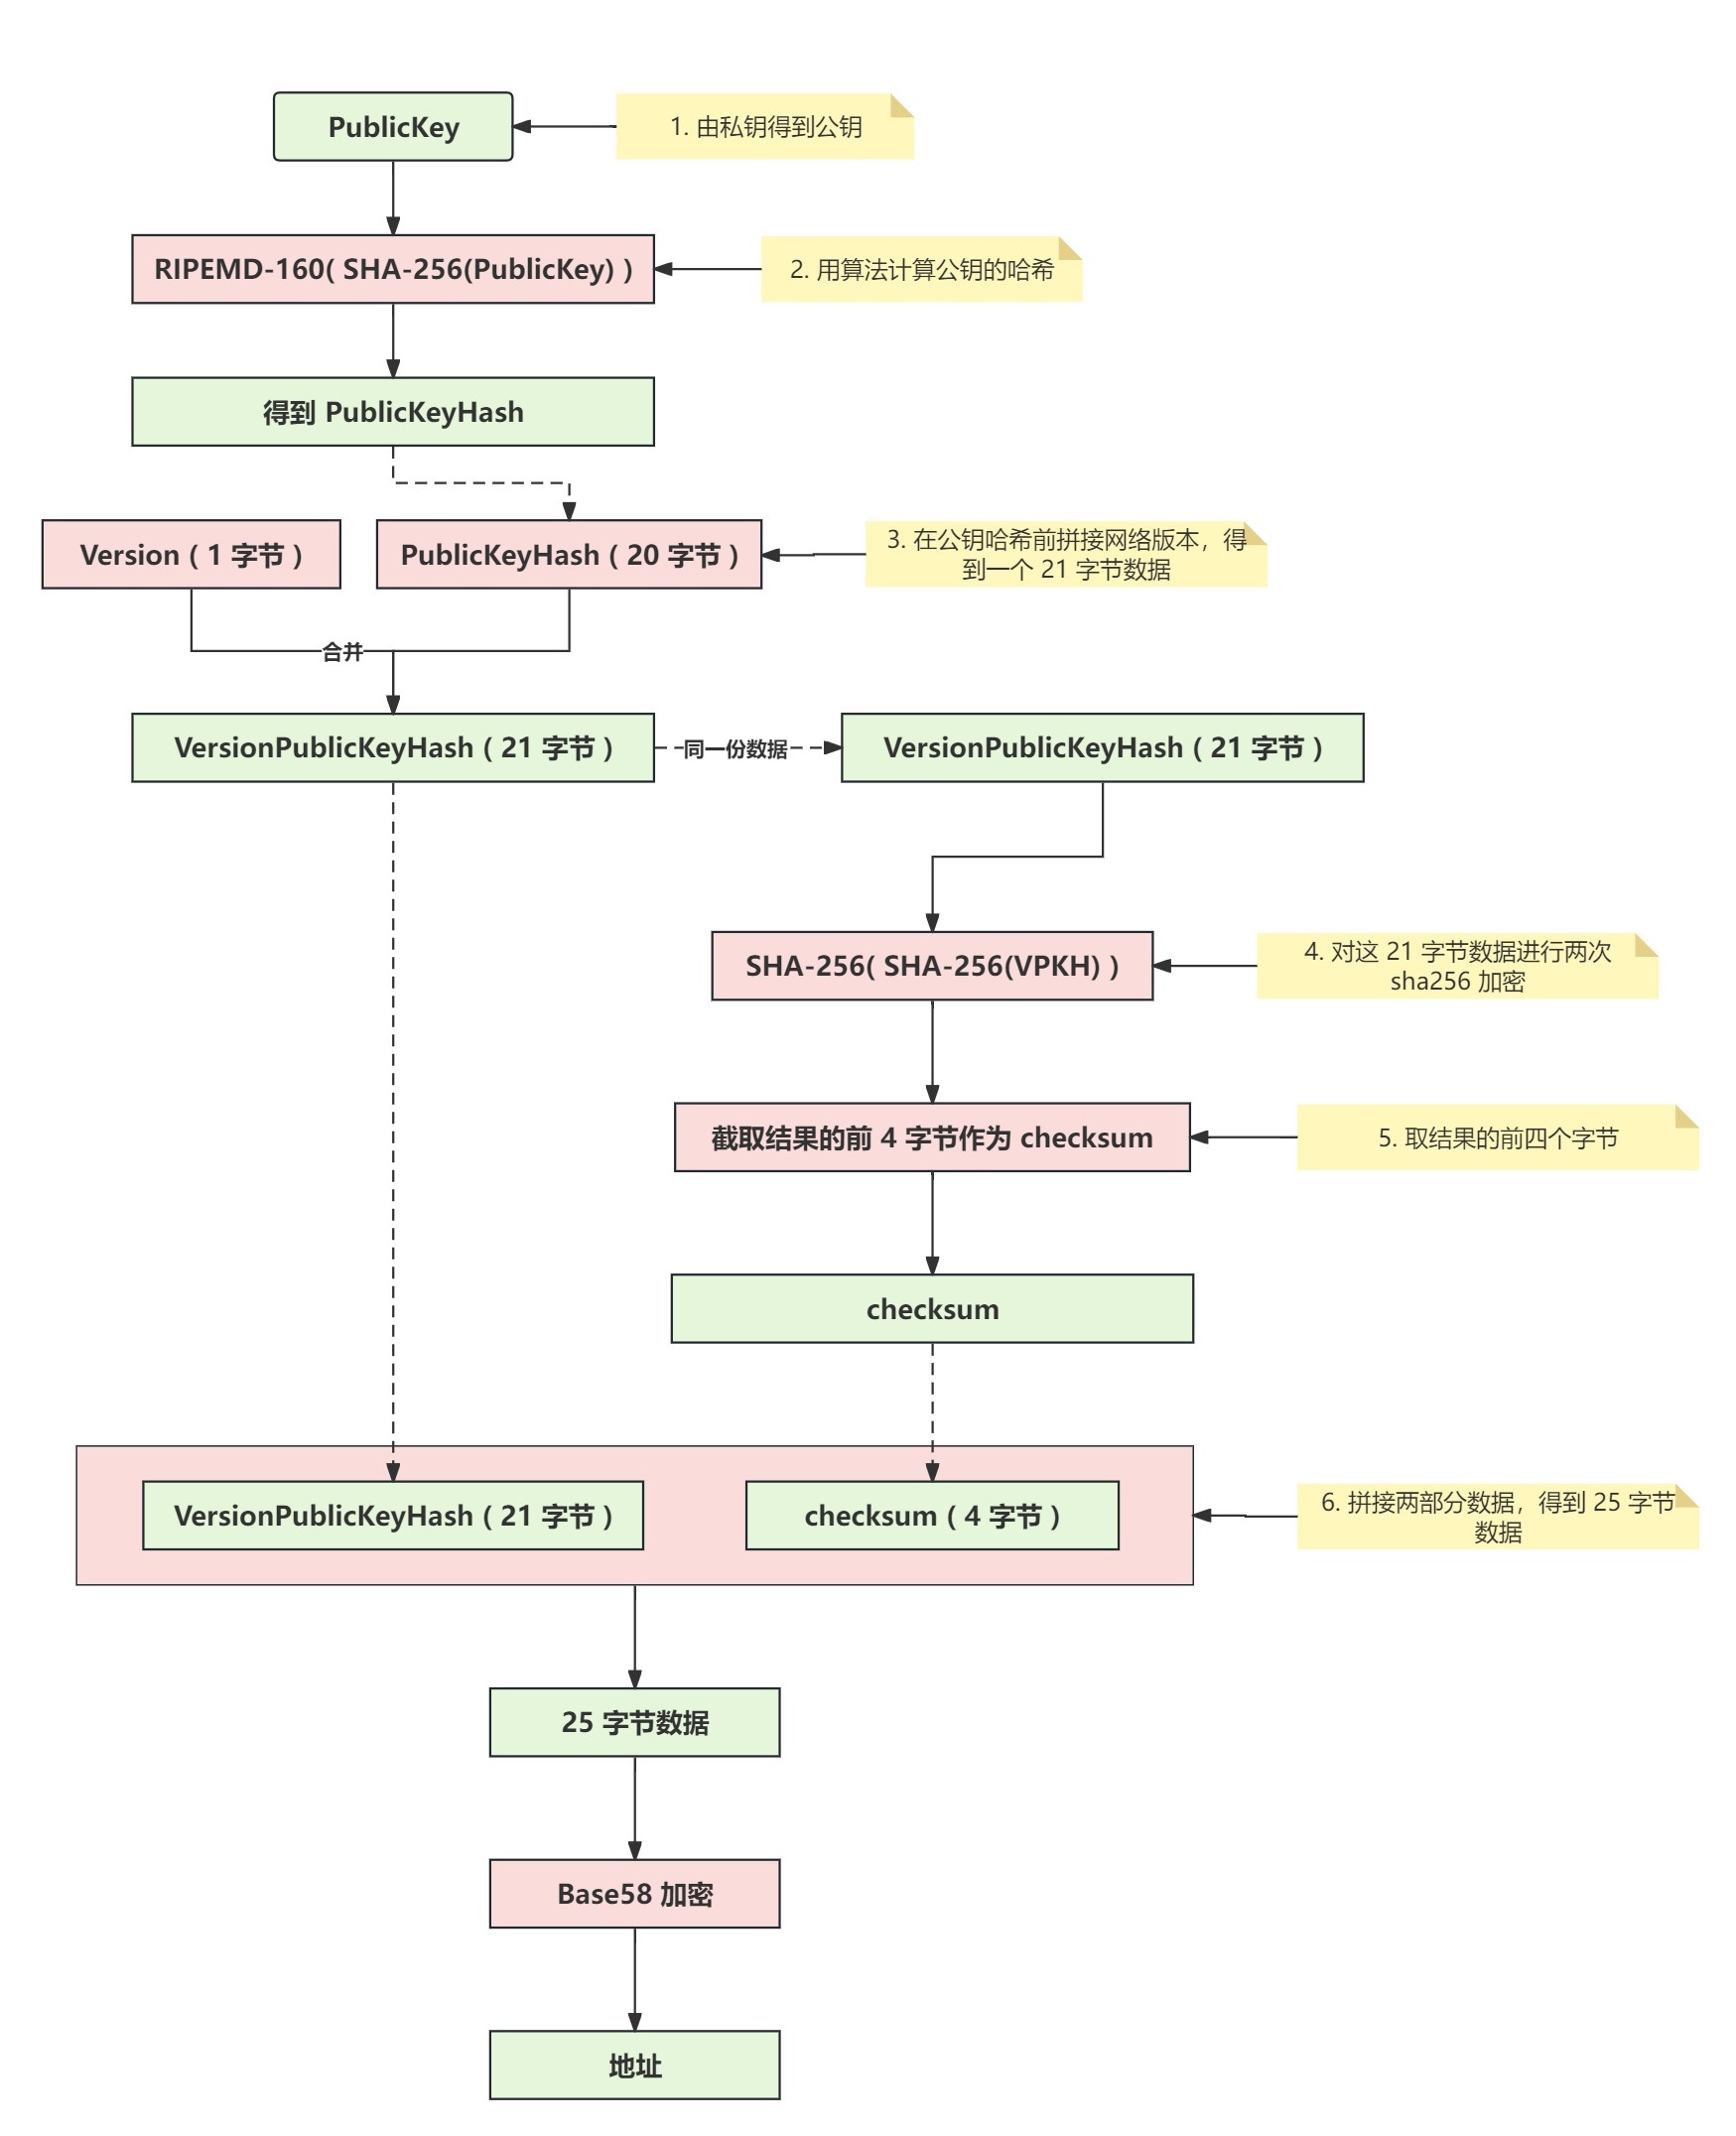 PublicKey
1. 由私钥得到公钥
RIPEMD-160( SHA-256(PublicKey) )
2. 用算法计算公钥的哈希
得到 PublicKeyHash
Version ( 1 字节 )
PublicKeyHash ( 20 字节 )
3. 在公钥哈希前拼接网络版本，得
到一个 21 字节数据
合并
VersionPublicKeyHash ( 21 字节 )
同一份数据
VersionPublicKeyHash ( 21 字节 )
SHA-256( SHA-256(VPKH) )
4. 对这 21 字节数据进行两次
sha256 加密
截取结果的前 4 字节作为 checksum
5. 取结果的前四个字节
checksum
VersionPublicKeyHash ( 21 字节 )
checksum ( 4 字节 )
6. 拼接两部分数据，得到 25 字节
数据
25 字节数据
Base58 加密
地址